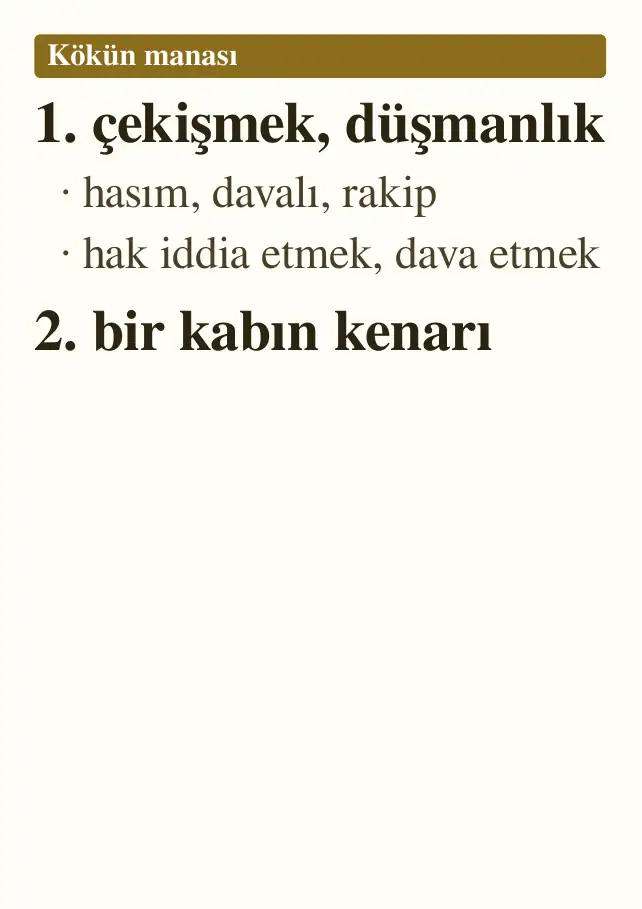 Kökün manası
1. çekişmek, düşmanlık
· hasım, davalı, rakip
· hak iddia etmek, dava etmek
2. bir kabın kenarı